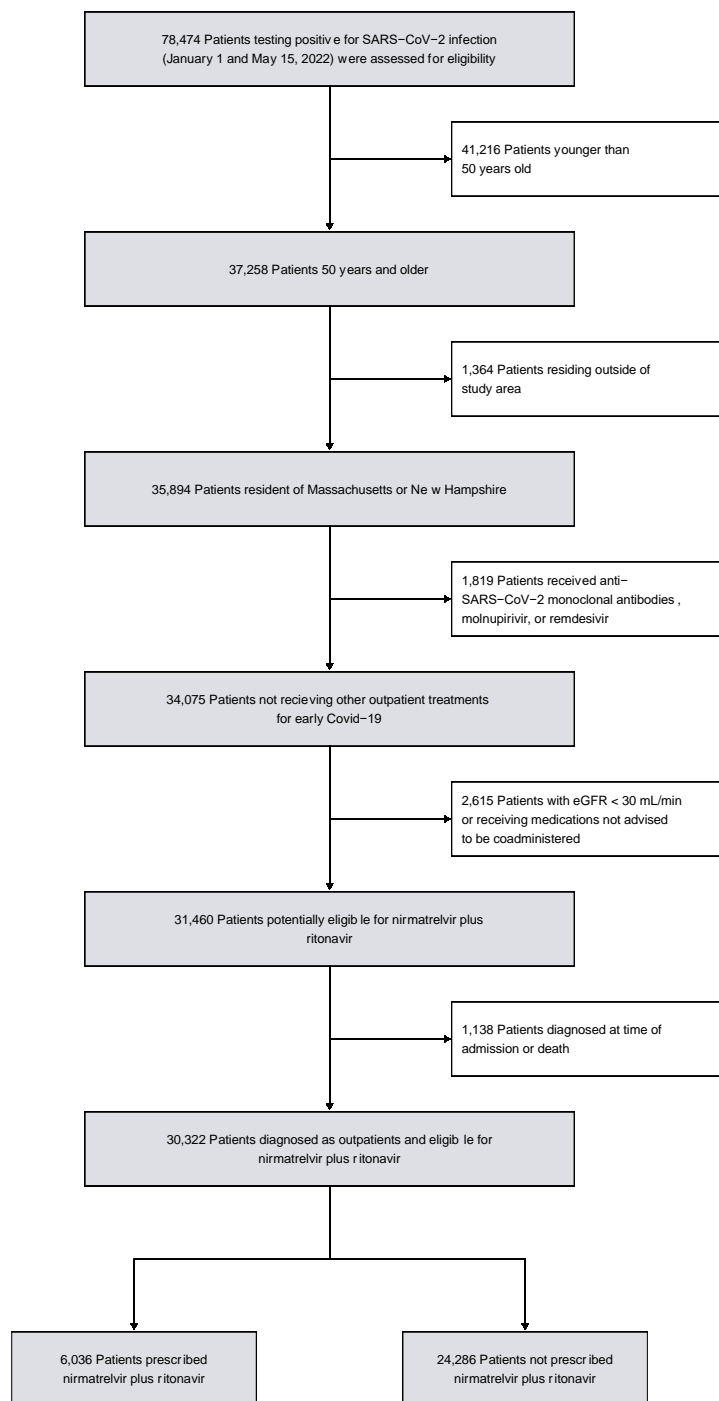 78,474 Patients testing positive for SARS−CoV−2 infection
(January 1 and May 15, 2022) were assessed for eligibility
41,216 Patients younger than
50 years old
37,258 Patients 50 years and older
1,364 Patients residing outside of
study area
35,894 Patients resident of Massachusetts or Ne w Hampshire
1,819 Patients received anti−
SARS−CoV−2 monoclonal antibodies ,
molnupirivir, or remdesivir
34,075 Patients not recieving other outpatient treatments
for early Covid−19
2,615 Patients with eGFR < 30 mL/min
or receiving medications not advised
to be coadministered
31,460 Patients potentially eligib le for nirmatrelvir plus
ritonavir
1,138 Patients diagnosed at time of
admission or death
30,322 Patients diagnosed as outpatients and eligib le for
nirmatrelvir plus ritonavir
6,036 Patients prescribed
nirmatrelvir plus ritonavir
24,286 Patients not prescribed
nirmatrelvir plus ritonavir